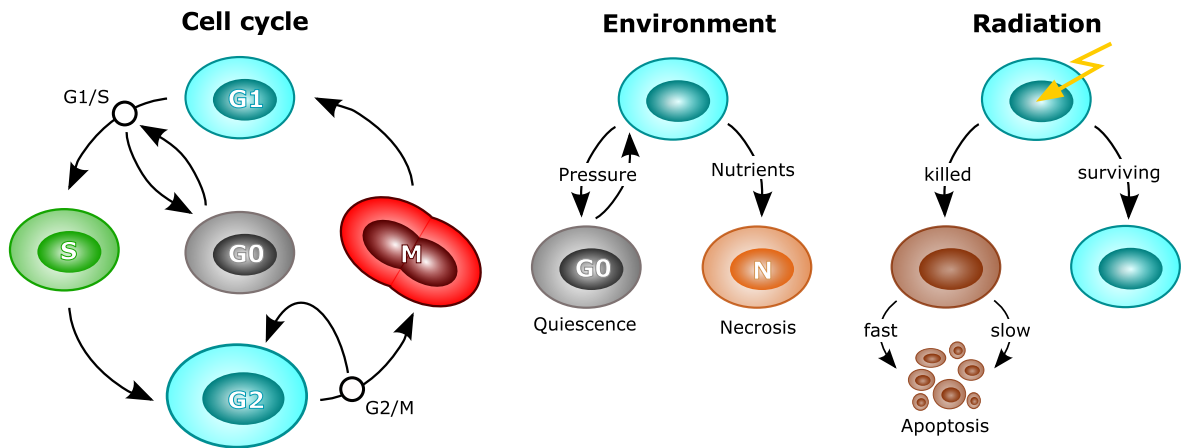 Cell cycle
G1/S
G1
S
G0
M
G2
G2/M
Environment
Pressure
Nutrients
G0
N
Quiescence
Necrosis
Radiation
killed
surviving
fast
slow
Apoptosis